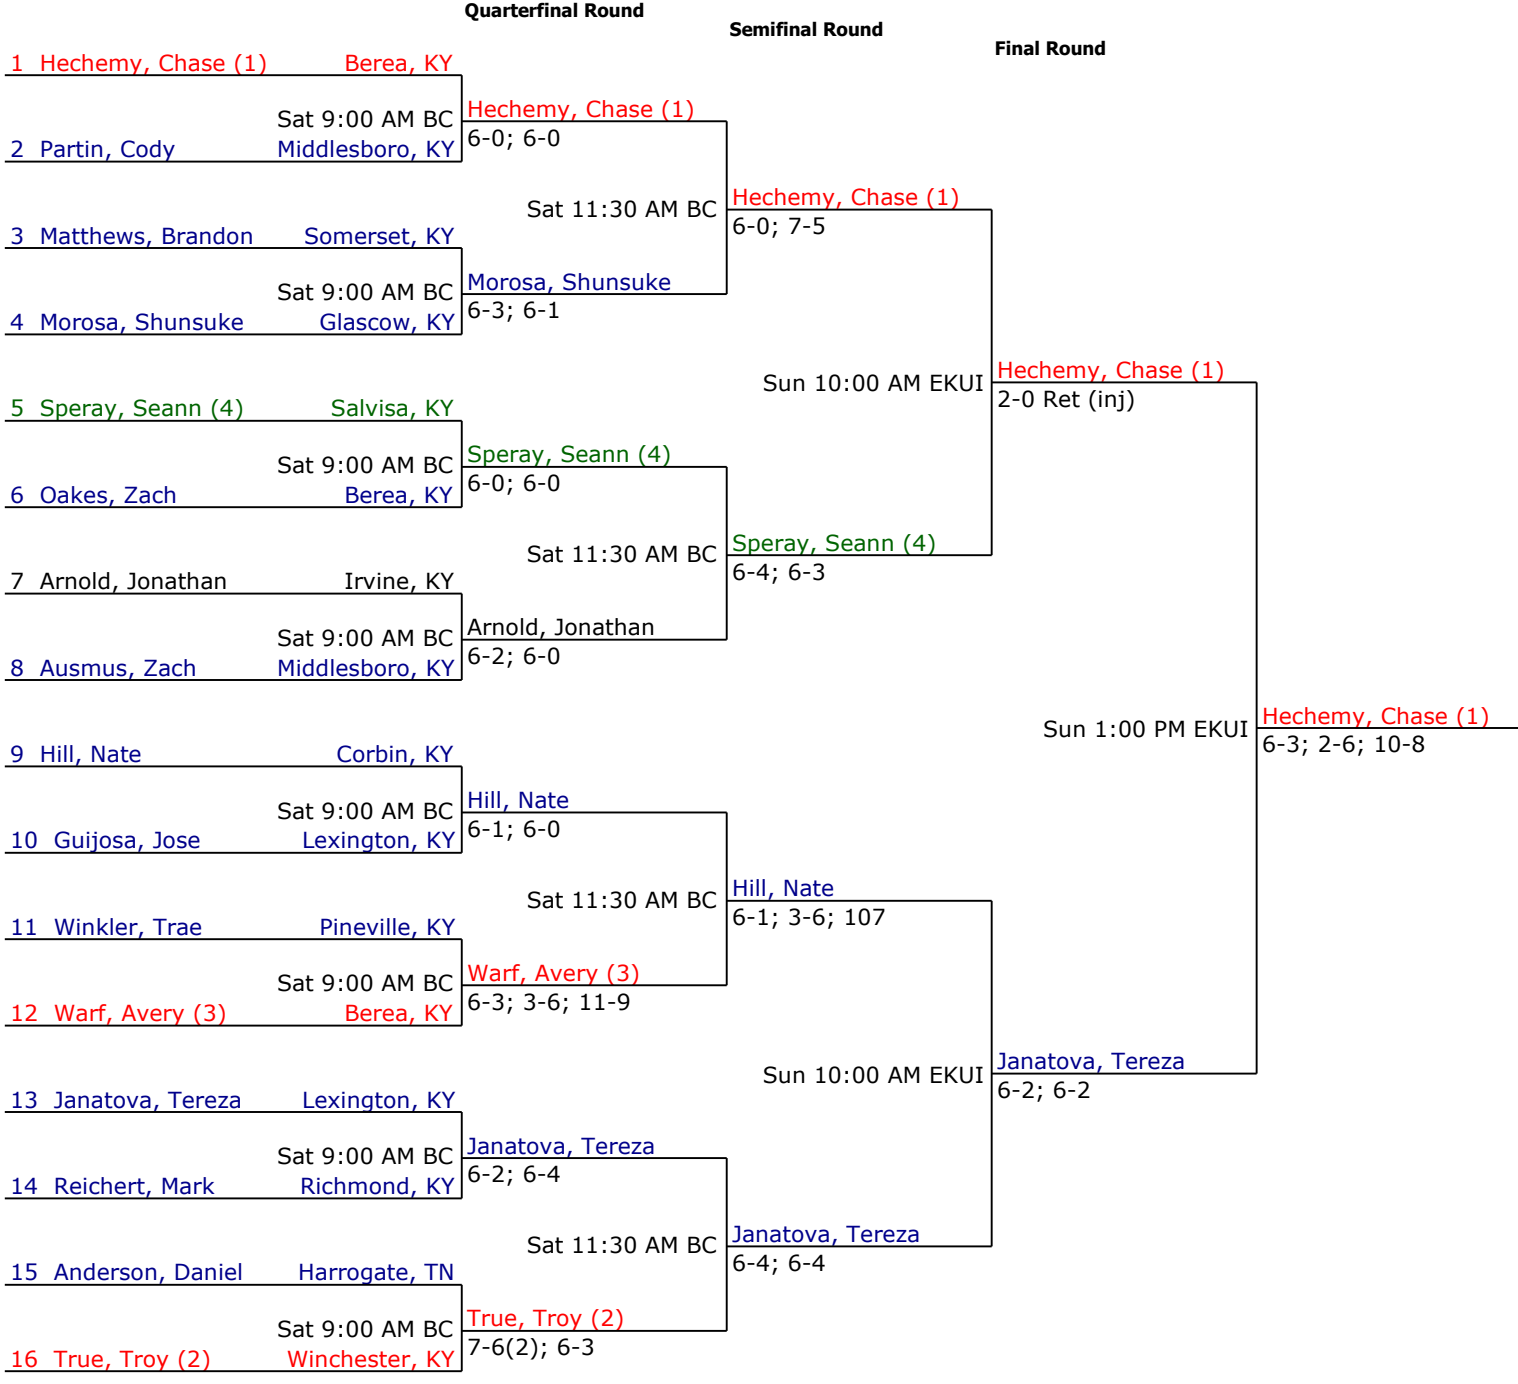 Quarterfinal Round
Semifinal Round
Final Round
1 Hechemy, Chase (1) Berea, KY
Hechemy, Chase (1)
Sat 9:00 AM BC
6-0; 6-0
2 Partin, Cody Middlesboro, KY
Hechemy, Chase (1)
Sat 11:30 AM BC
6-0; 7-5
3 Matthews, Brandon Somerset, KY
Morosa, Shunsuke
Sat 9:00 AM BC
6-3; 6-1
4 Morosa, Shunsuke Glascow, KY
Hechemy, Chase (1)
Sun 10:00 AM EKUI
2-0 Ret (inj)
5 Speray, Seann (4) Salvisa, KY
Speray, Seann (4)
Sat 9:00 AM BC
6-0; 6-0
6 Oakes, Zach Berea, KY
Speray, Seann (4)
Sat 11:30 AM BC
6-4; 6-3
7 Arnold, Jonathan Irvine, KY
Arnold, Jonathan
Sat 9:00 AM BC
6-2; 6-0
8 Ausmus, Zach Middlesboro, KY
Hechemy, Chase (1)
Sun 1:00 PM EKUI
6-3; 2-6; 10-8
9 Hill, Nate Corbin, KY
Hill, Nate
Sat 9:00 AM BC
6-1; 6-0
10 Guijosa, Jose Lexington, KY
Hill, Nate
Sat 11:30 AM BC
6-1; 3-6; 107
11 Winkler, Trae Pineville, KY
Warf, Avery (3)
Sat 9:00 AM BC
6-3; 3-6; 11-9
12 Warf, Avery (3) Berea, KY
Janatova, Tereza
Sun 10:00 AM EKUI
6-2; 6-2
13 Janatova, Tereza Lexington, KY
Janatova, Tereza
Sat 9:00 AM BC
6-2; 6-4
14 Reichert, Mark Richmond, KY
Janatova, Tereza
Sat 11:30 AM BC
6-4; 6-4
15 Anderson, Daniel Harrogate, TN
True, Troy (2)
Sat 9:00 AM BC
7-6(2); 6-3
16 True, Troy (2) Winchester, KY